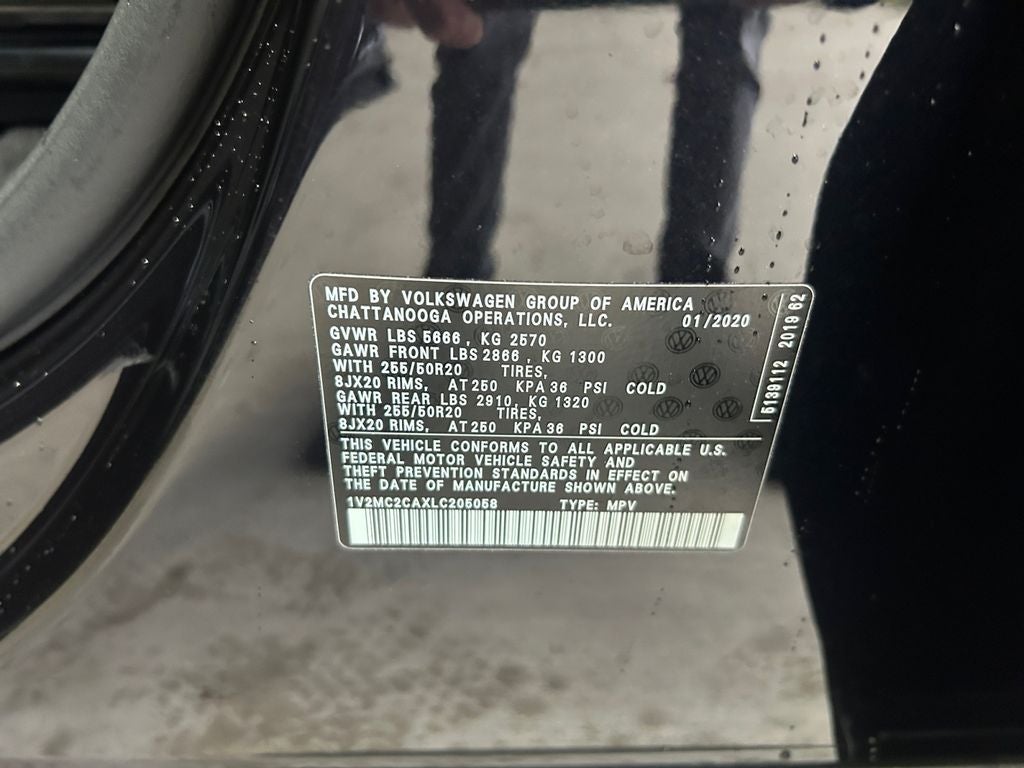 MFD BY VOLKSWAGEN GROUP OF AMERICA
CHATTANOOGA OPERATIONS, LLC. 01/2020
GVWR LBS 5666 , KG 2570
GAWR FRONT LBS 2866 , KG 1300
WITH 255/50R20 TIRES,
8JX20 RIMS, AT 250 KPA 36 PSI COLD
GAWR REAR LBS 2910, KG 1320
WITH 255/50R20 TIRES,
8JX20 RIMS, AT 250 KPA 36 PSI COLD
THIS VEHICLE CONFORMS TO ALL APPLICABLE U.S.
FEDERAL MOTOR VEHICLE SAFETY AND
THEFT PREVENTION STANDARDS IN EFFECT ON
THE DATE OF MANUFACTURE SHOWN ABOVE.
1V2MC2CAXLC205058 TYPE: MPV
5139112 2019 62